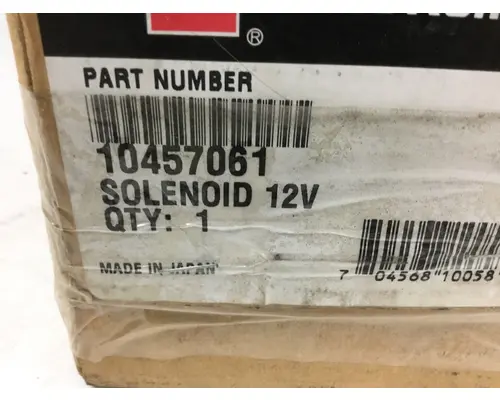 ®
PART NUMBER
10457061
SOLENOID 12V
QTY: 1
MADE IN JAPAN
7 04568 10058